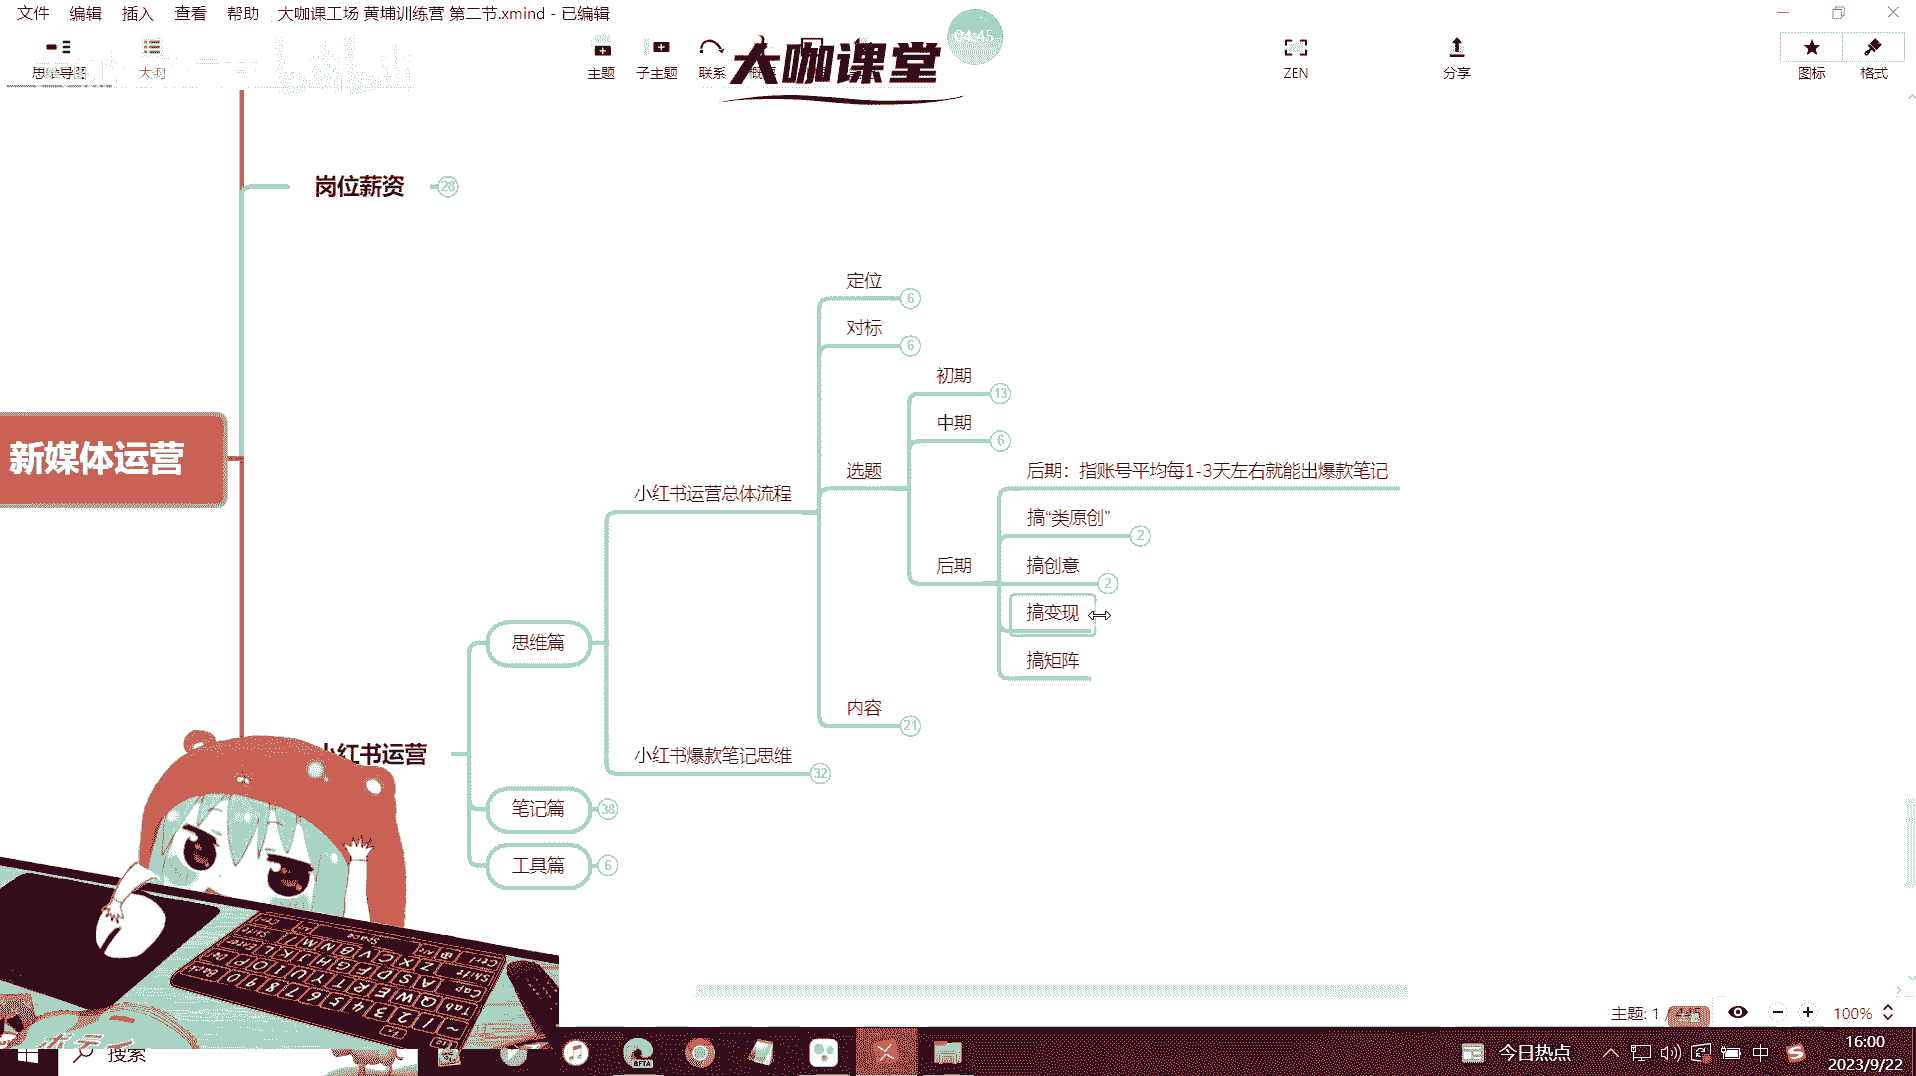 文件 编辑 插入 查看 帮助 大咖课工场 黄埔训练营 第二节.xmind - 已编辑
思维导图 大纲 主题 子主题 联系 ZEN 分享 图标 格式
大咖课堂
04:45
岗位薪资 28
新媒体运营
定位 6
对标 6
初期 13
中期 6
选题
后期：指账号平均每1-3天左右就能出爆款笔记
小红书运营总体流程
搞“类原创” 2
后期
搞创意 2
搞变现
思维篇
搞矩阵
内容 21
小红书运营
小红书爆款笔记思维 32
笔记篇 38
工具篇 6
主题: 1 / 445 100%
搜索
BETA
今日热点
中
16:00
2023/9/22